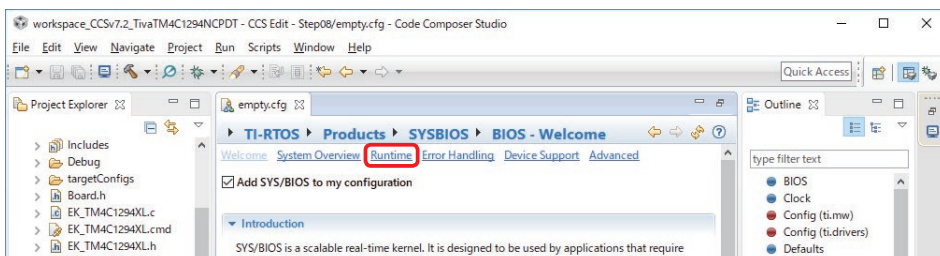 workspace_CCSv7.2_TivaTM4C1294NCPDT - CCS Edit - Step08/empty.cfg - Code Composer Studio
File Edit View Navigate Project Run Scripts Window Help
Quick Access
Project Explorer
Includes
Debug
targetConfigs
Board.h
EK_TM4C1294XL.c
EK_TM4C1294XL.cmd
EK_TM4C1294XL.h
empty.cfg
TI-RTOS Products SYSBIOS BIOS - Welcome
Welcome System Overview Runtime Error Handling Device Support Advanced
Add SYS/BIOS to my configuration
Introduction
SYS/BIOS is a scalable real-time kernel. It is designed to be used by applications that require
Outline
type filter text
BIOS
Clock
Config (ti.mw)
Config (ti.drivers)
Defaults